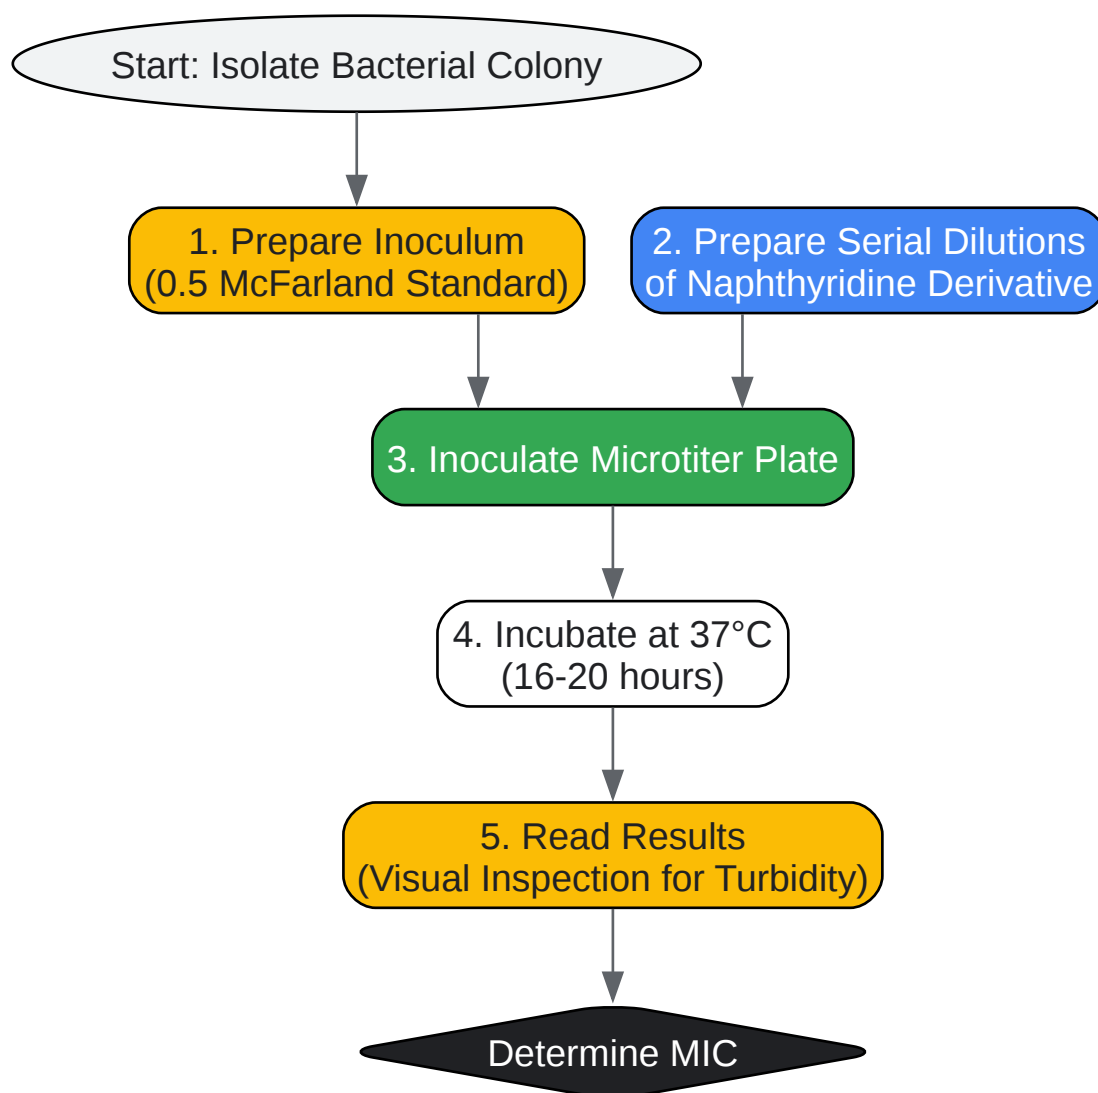 Start: Isolate Bacterial Colony
1. Prepare Inoculum
(0.5 McFarland Standard)
2. Prepare Serial Dilutions
of Naphthyridine Derivative
3. Inoculate Microtiter Plate
4. Incubate at 37°C
(16-20 hours)
5. Read Results
(Visual Inspection for Turbidity)
Determine MIC